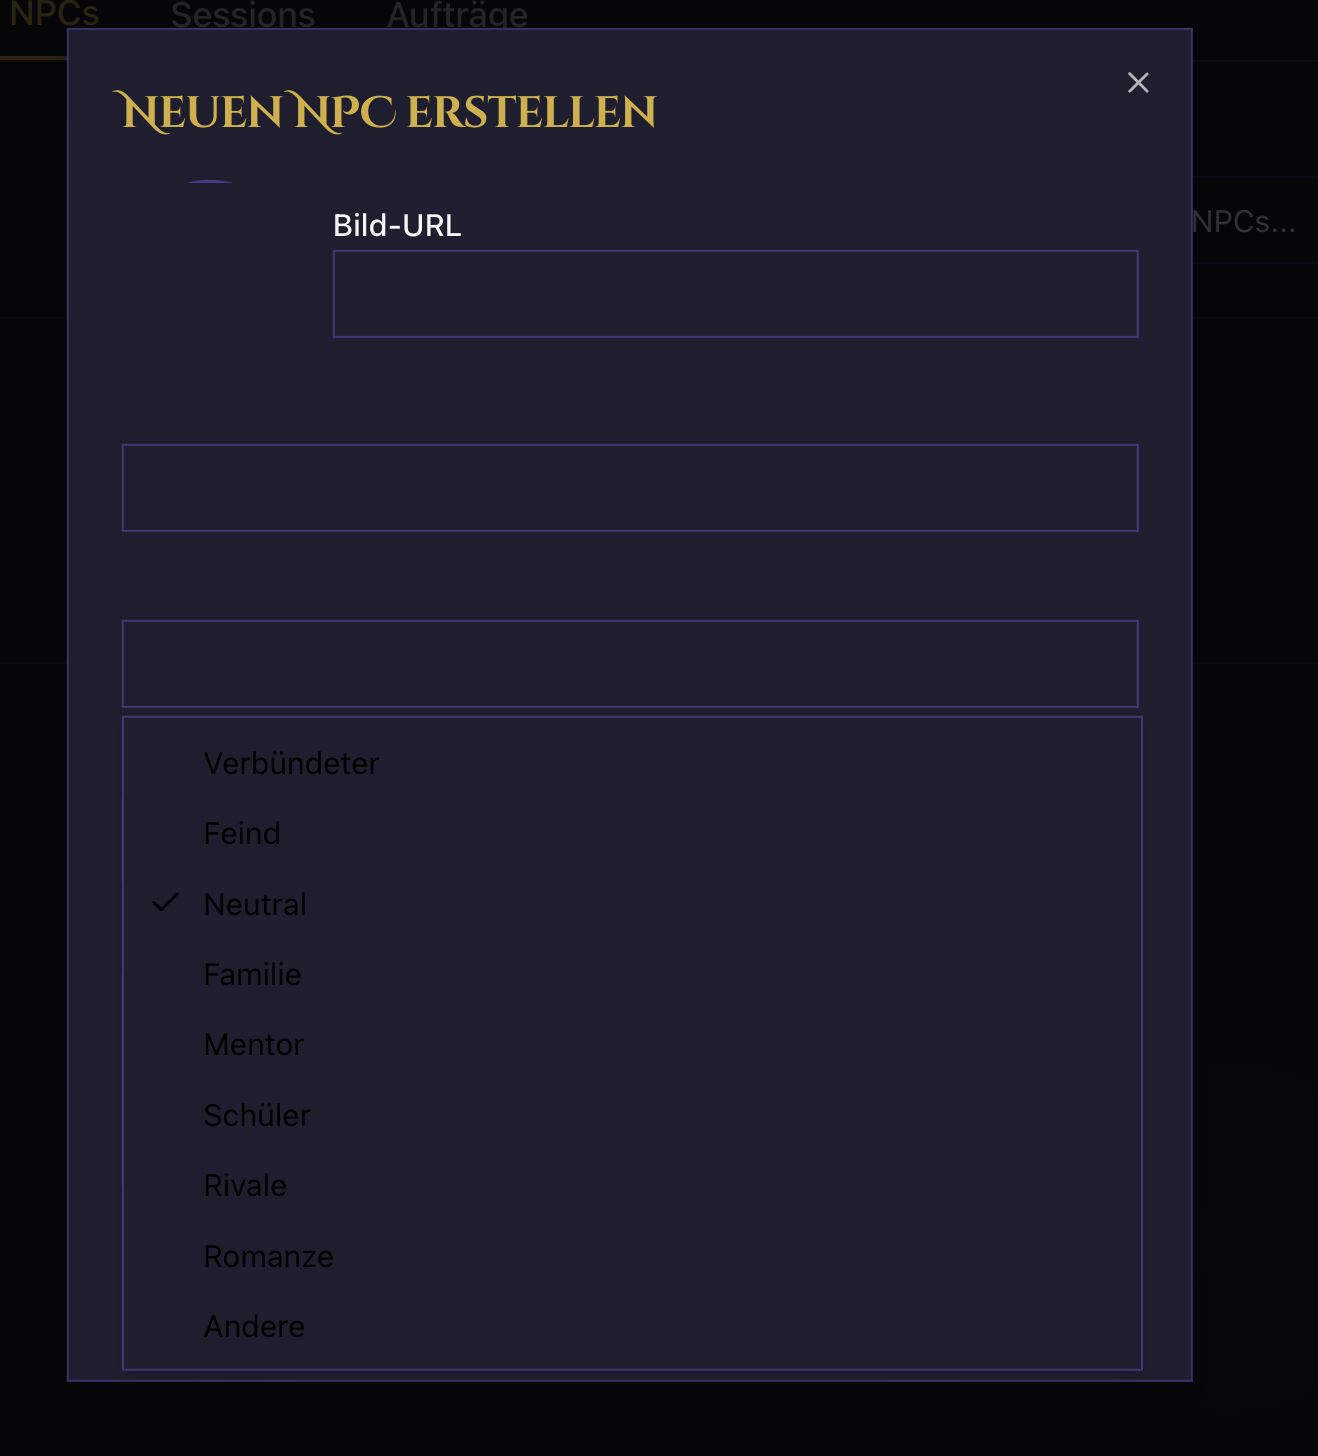 NPCs Sessions Aufträge
NEUEN NPC ERSTELLEN
Bild-URL
NPCs...
Verbündeter
Feind
Neutral
Familie
Mentor
Schüler
Rivale
Romanze
Andere